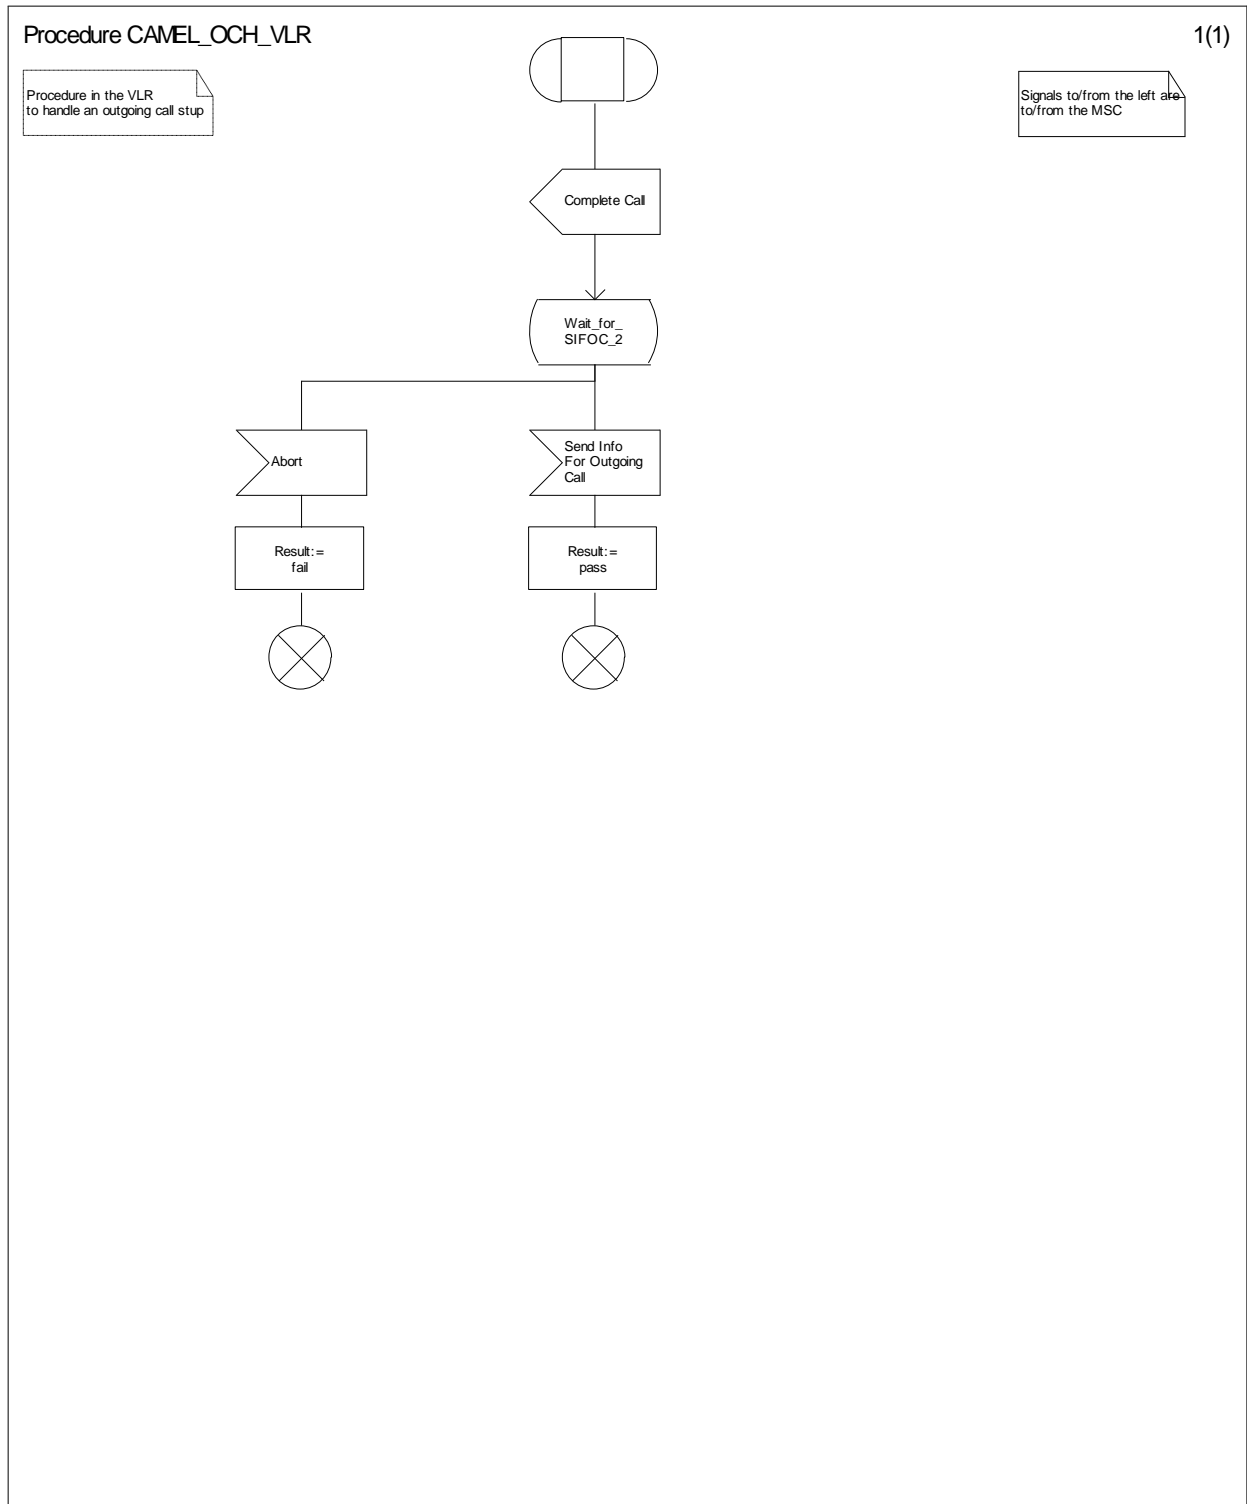 Procedure CAMEL_OCH_VLR
1(1)
Procedure in the VLR
to handle an outgoing call stup
Signals to/from the left are
to/from the MSC
Complete Call
Wait_for_
SIFOC_2
Abort
Send Info
For Outgoing
Call
Result:=
fail
Result:=
pass